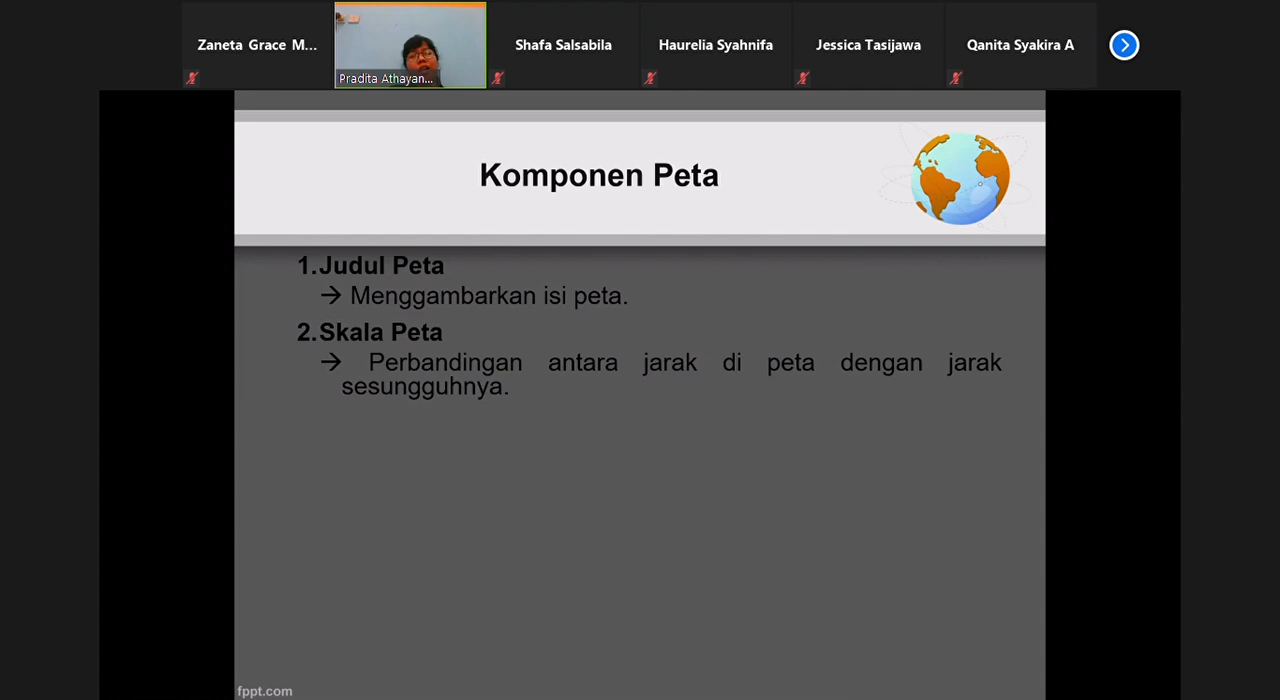 Zaneta Grace M...
Pradita Athayan...
Shafa Salsabila
Haurelia Syahnifa
Jessica Tasijawa
Qanita Syakira A
Komponen Peta
1.Judul Peta
→ Menggambarkan isi peta.
2.Skala Peta
→ Perbandingan antara jarak di peta dengan jarak
sesungguhnya.
fppt.com